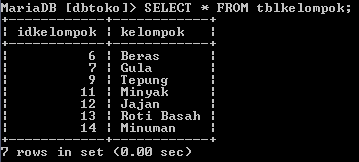 MariaDB [dbtoko]> SELECT * FROM tblkelompok;
+------------+------------+
| idkelompok | kelompok   |
+------------+------------+
|          6 | Beras      |
|          7 | Gula       |
|          9 | Tepung     |
|         11 | Minyak     |
|         12 | Jajan      |
|         13 | Roti Basah |
|         14 | Minuman    |
+------------+------------+
7 rows in set (0.00 sec)